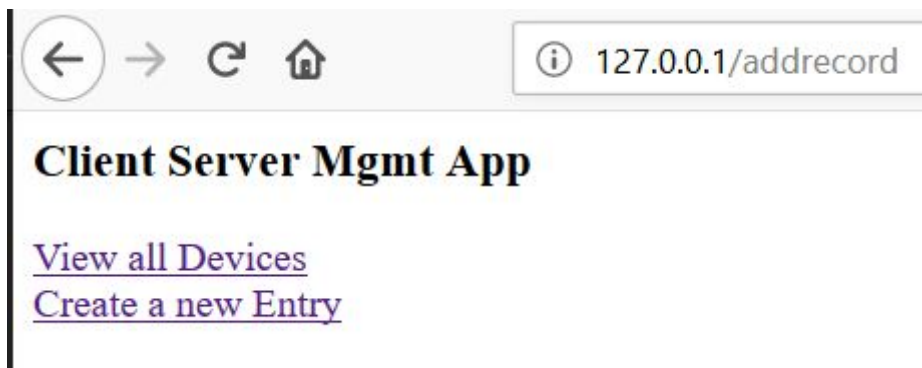 127.0.0.1/addrecord
Client Server Mgmt App
View all Devices
Create a new Entry